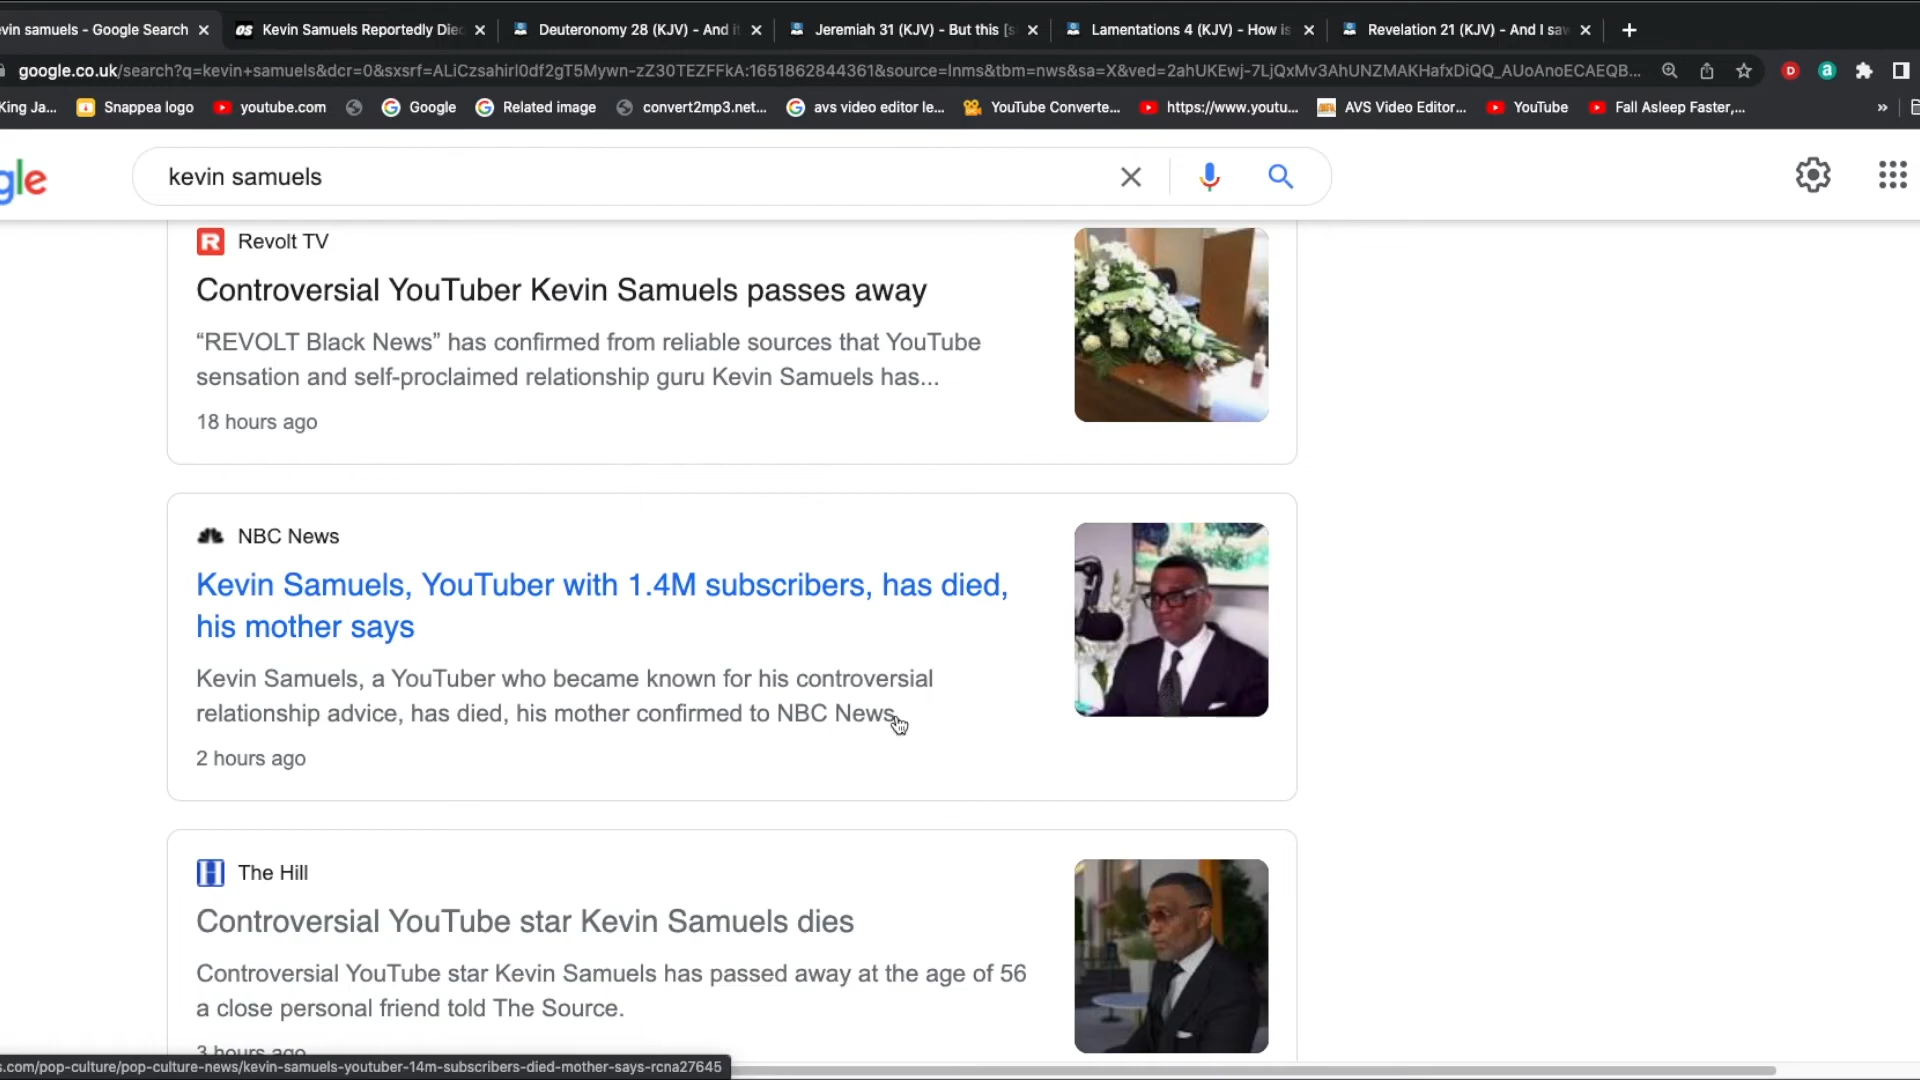 vin samuels - Google Search
Kevin Samuels Reportedly Died
Deuteronomy 28 (KJV) - And it
Jeremiah 31 (KJV) - But this [s
Lamentations 4 (KJV) - How is
Revelation 21 (KJV) - And I saw
google.co.uk/search?q=kevin+samuels&dcr=0&sxsrf=ALiCzsahirl0df2gT5Mywn-zZ30TEZFFkA:1651862844361&source=lnms&tbm=nws&sa=X&ved=2ahUKEwj-7LjQxMv3AhUNZMAKHafxDiQQ_AUoAnoECAEQB...
King Ja...
Snappea logo
youtube.com
Google
Related image
convert2mp3.net...
avs video editor le...
YouTube Converte...
https://www.youtu...
AVS Video Editor...
YouTube
Fall Asleep Faster,...
gle
kevin samuels
Revolt TV
Controversial YouTuber Kevin Samuels passes away
“REVOLT Black News” has confirmed from reliable sources that YouTube
sensation and self-proclaimed relationship guru Kevin Samuels has...
18 hours ago
NBC News
Kevin Samuels, YouTuber with 1.4M subscribers, has died,
his mother says
Kevin Samuels, a YouTuber who became known for his controversial
relationship advice, has died, his mother confirmed to NBC News.
2 hours ago
The Hill
Controversial YouTube star Kevin Samuels dies
Controversial YouTube star Kevin Samuels has passed away at the age of 56
a close personal friend told The Source.
3 hours ago
s.com/pop-culture/pop-culture-news/kevin-samuels-youtuber-14m-subscribers-died-mother-says-rcna27645